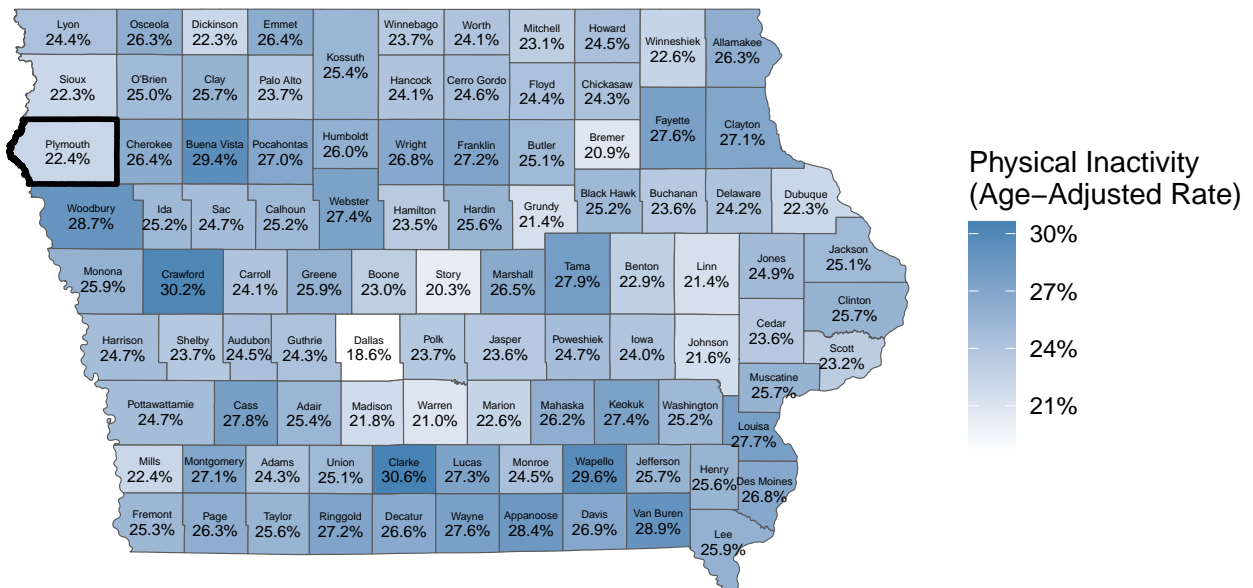 Lyon
24.4%
Osceola
26.3%
Dickinson
22.3%
Emmet
26.4%
Kossuth
25.4%
Winnebago
23.7%
Worth
24.1%
Mitchell
23.1%
Howard
24.5%
Winneshiek
22.6%
Allamakee
26.3%
Sioux
22.3%
O'Brien
25.0%
Clay
25.7%
Palo Alto
23.7%
Hancock
24.1%
Cerro Gordo
24.6%
Floyd
24.4%
Chickasaw
24.3%
Plymouth
22.4%
Cherokee
26.4%
Buena Vista
29.4%
Pocahontas
27.0%
Humboldt
26.0%
Wright
26.8%
Franklin
27.2%
Butler
25.1%
Bremer
20.9%
Fayette
27.6%
Clayton
27.1%
Woodbury
28.7%
Ida
25.2%
Sac
24.7%
Calhoun
25.2%
Webster
27.4%
Hamilton
23.5%
Hardin
25.6%
Grundy
21.4%
Black Hawk
25.2%
Buchanan
23.6%
Delaware
24.2%
Dubuque
22.3%
Monona
25.9%
Crawford
30.2%
Carroll
24.1%
Greene
25.9%
Boone
23.0%
Story
20.3%
Marshall
26.5%
Tama
27.9%
Benton
22.9%
Linn
21.4%
Jones
24.9%
Jackson
25.1%
Clinton
25.7%
Harrison
24.7%
Shelby
23.7%
Audubon
24.5%
Guthrie
24.3%
Dallas
18.6%
Polk
23.7%
Jasper
23.6%
Poweshiek
24.7%
Iowa
24.0%
Johnson
21.6%
Cedar
23.6%
Scott
23.2%
Muscatine
25.7%
Pottawattamie
24.7%
Cass
27.8%
Adair
25.4%
Madison
21.8%
Warren
21.0%
Marion
22.6%
Mahaska
26.2%
Keokuk
27.4%
Washington
25.2%
Louisa
27.7%
Mills
22.4%
Montgomery
27.1%
Adams
24.3%
Union
25.1%
Clarke
30.6%
Lucas
27.3%
Monroe
24.5%
Wapello
29.6%
Jefferson
25.7%
Henry
25.6%
Des Moines
26.8%
Fremont
25.3%
Page
26.3%
Taylor
25.6%
Ringgold
27.2%
Decatur
26.6%
Wayne
27.6%
Appanoose
28.4%
Davis
26.9%
Van Buren
28.9%
Lee
25.9%
Physical Inactivity
(Age−Adjusted Rate)
30%
27%
24%
21%